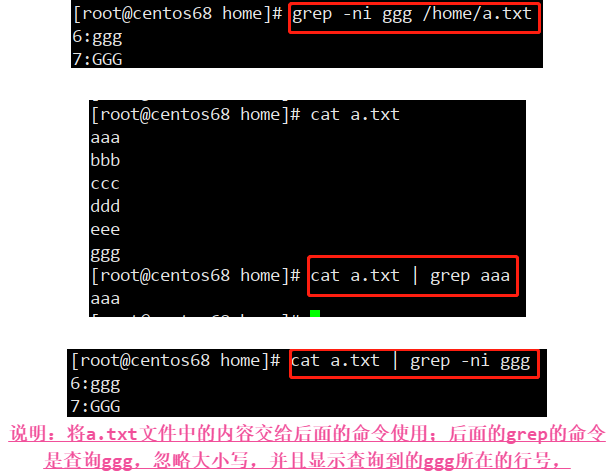 [root@centos68 home]# grep -ni ggg /home/a.txt
6:ggg
7:GGG
[root@centos68 home]# cat a.txt
aaa
bbb
ccc
ddd
eee
ggg
[root@centos68 home]# cat a.txt | grep aaa
aaa
[root@centos68 home]#
[root@centos68 home]# cat a.txt | grep -ni ggg
6:ggg
7:GGG
说明：将a.txt文件中的内容交给后面的命令使用；后面的grep的命令
是查询ggg，忽略大小写，并且显示查询到的ggg所在的行号，